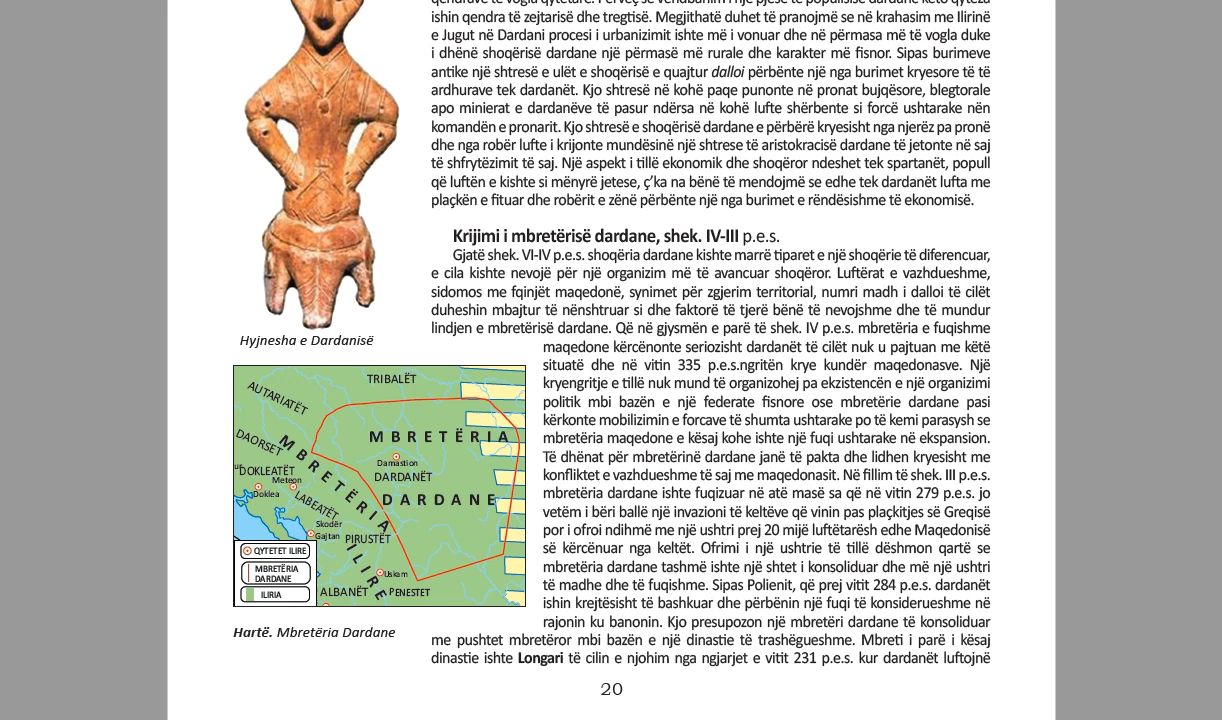 qendrave të vogla qytetare. Përveç se vendbanim i një pjese të popullsisë dardane këto qyteza
ishin qendra të zejtarisë dhe tregtisë. Megjithatë duhet të pranojmë se në krahasim me Ilirinë
e Jugut në Dardani procesi i urbanizimit ishte më i vonuar dhe në përmasa më të vogla duke
i dhënë shoqërisë dardane një përmasë më rurale dhe karakter më fisnor. Sipas burimeve
antike një shtresë e ulët e shoqërisë e quajtur dalloi përbënte një nga burimet kryesore të të
ardhurave tek dardanët. Kjo shtresë në kohë paqe punonte në pronat bujqësore, blegtorale
apo minierat e dardanëve të pasur ndërsa në kohë lufte shërbente si forcë ushtarake nën
komandën e pronarit. Kjo shtresë e shoqërisë dardane e përbërë kryesisht nga njerëz pa pronë
dhe nga robër lufte i krijonte mundësinë një shtrese të aristokracisë dardane të jetonte në saj
të shfrytëzimit të saj. Një aspekt i tillë ekonomik dhe shoqëror ndeshet tek spartanët, popull
që luftën e kishte si mënyrë jetese, ç’ka na bënë të mendojmë se edhe tek dardanët lufta me
plaçkën e fituar dhe robërit e zënë përbënte një nga burimet e rëndësishme të ekonomisë.
Krijimi i mbretërisë dardane, shek. IV-III p.e.s.
Gjatë shek. VI-IV p.e.s. shoqëria dardane kishte marrë tiparet e një shoqërie të diferencuar,
e cila kishte nevojë për një organizim më të avancuar shoqëror. Luftërat e vazhdueshme,
sidomos me fqinjët maqedonë, synimet për zgjerim territorial, numri madh i dalloi të cilët
duheshin mbajtur të nënshtruar si dhe faktorë të tjerë bënë të nevojshme dhe të mundur
lindjen e mbretërisë dardane. Që në gjysmën e parë të shek. IV p.e.s. mbretëria e fuqishme
maqedone kërcënonte seriozisht dardanët të cilët nuk u pajtuan me këtë
situatë dhe në vitin 335 p.e.s.ngritën krye kundër maqedonasve. Një
kryengritje e tillë nuk mund të organizohej pa ekzistencën e një organizimi
politik mbi bazën e një federate fisnore ose mbretërie dardane pasi
kërkonte mobilizimin e forcave të shumta ushtarake po të kemi parasysh se
mbretëria maqedone e kësaj kohe ishte një fuqi ushtarake në ekspansion.
Të dhënat për mbretërinë dardane janë të pakta dhe lidhen kryesisht me
konfliktet e vazhdueshme të saj me maqedonasit. Në fillim të shek. III p.e.s.
mbretëria dardane ishte fuqizuar në atë masë sa që në vitin 279 p.e.s. jo
vetëm i bëri ballë një invazioni të keltëve që vinin pas plaçkitjes së Greqisë
por i ofroi ndihmë me një ushtri prej 20 mijë luftëtarësh edhe Maqedonisë
së kërcënuar nga keltët. Ofrimi i një ushtrie të tillë dëshmon qartë se
mbretëria dardane tashmë ishte një shtet i konsoliduar dhe më një ushtri
të madhe dhe të fuqishme. Sipas Polienit, që prej vitit 284 p.e.s. dardanët
ishin krejtësisht të bashkuar dhe përbënin një fuqi të konsiderueshme në
rajonin ku banonin. Kjo presupozon një mbretëri dardane të konsoliduar
me pushtet mbretëror mbi bazën e një dinastie të trashëgueshme. Mbreti i parë i kësaj
dinastie ishte Longari të cilin e njohim nga ngjarjet e vitit 231 p.e.s. kur dardanët luftojnë
Hyjnesha e Dardanisë
TRIBALËT
AUTARIATËT
DAORSET
MBRETËRIA
Damastion
DARDANËT
DARDANE
MBRETËRIA
ILIRE
DOKLEATËT
Meteon
Doklea
LABEATËT
Skodër
Gajtan
PIRUSTËT
Uskam
ALBANËT
PENESTET
QYTETET ILIRE
MBRETËRIA
DARDANE
ILIRIA
Hartë. Mbretëria Dardane
20